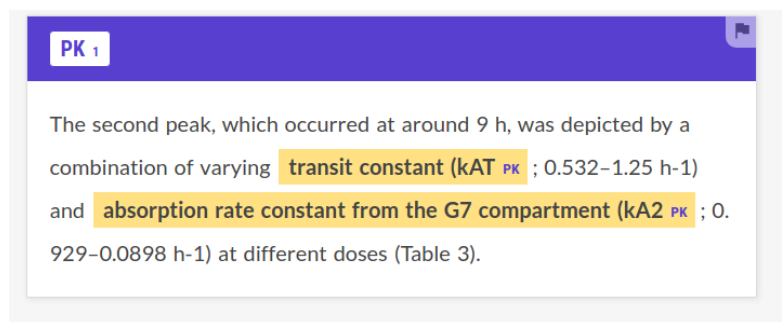 PK 1
The second peak, which occurred at around 9 h, was depicted by a
combination of varying transit constant (kAT PK ; 0.532–1.25 h-1)
and absorption rate constant from the G7 compartment (kA2 PK ; 0.
929–0.0898 h-1) at different doses (Table 3).